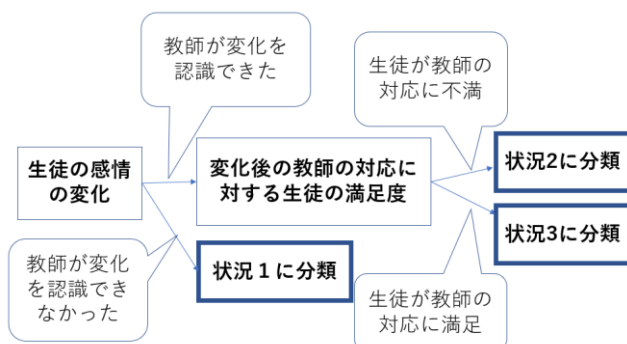 教師が変化を
認識できた
生徒が教師の
対応に不満
生徒の感情
の変化
変化後の教師の対応に
対する生徒の満足度
状況2に分類
状況3に分類
教師が変化
を認識でき
なかった
状況１に分類
生徒が教師の
対応に満足